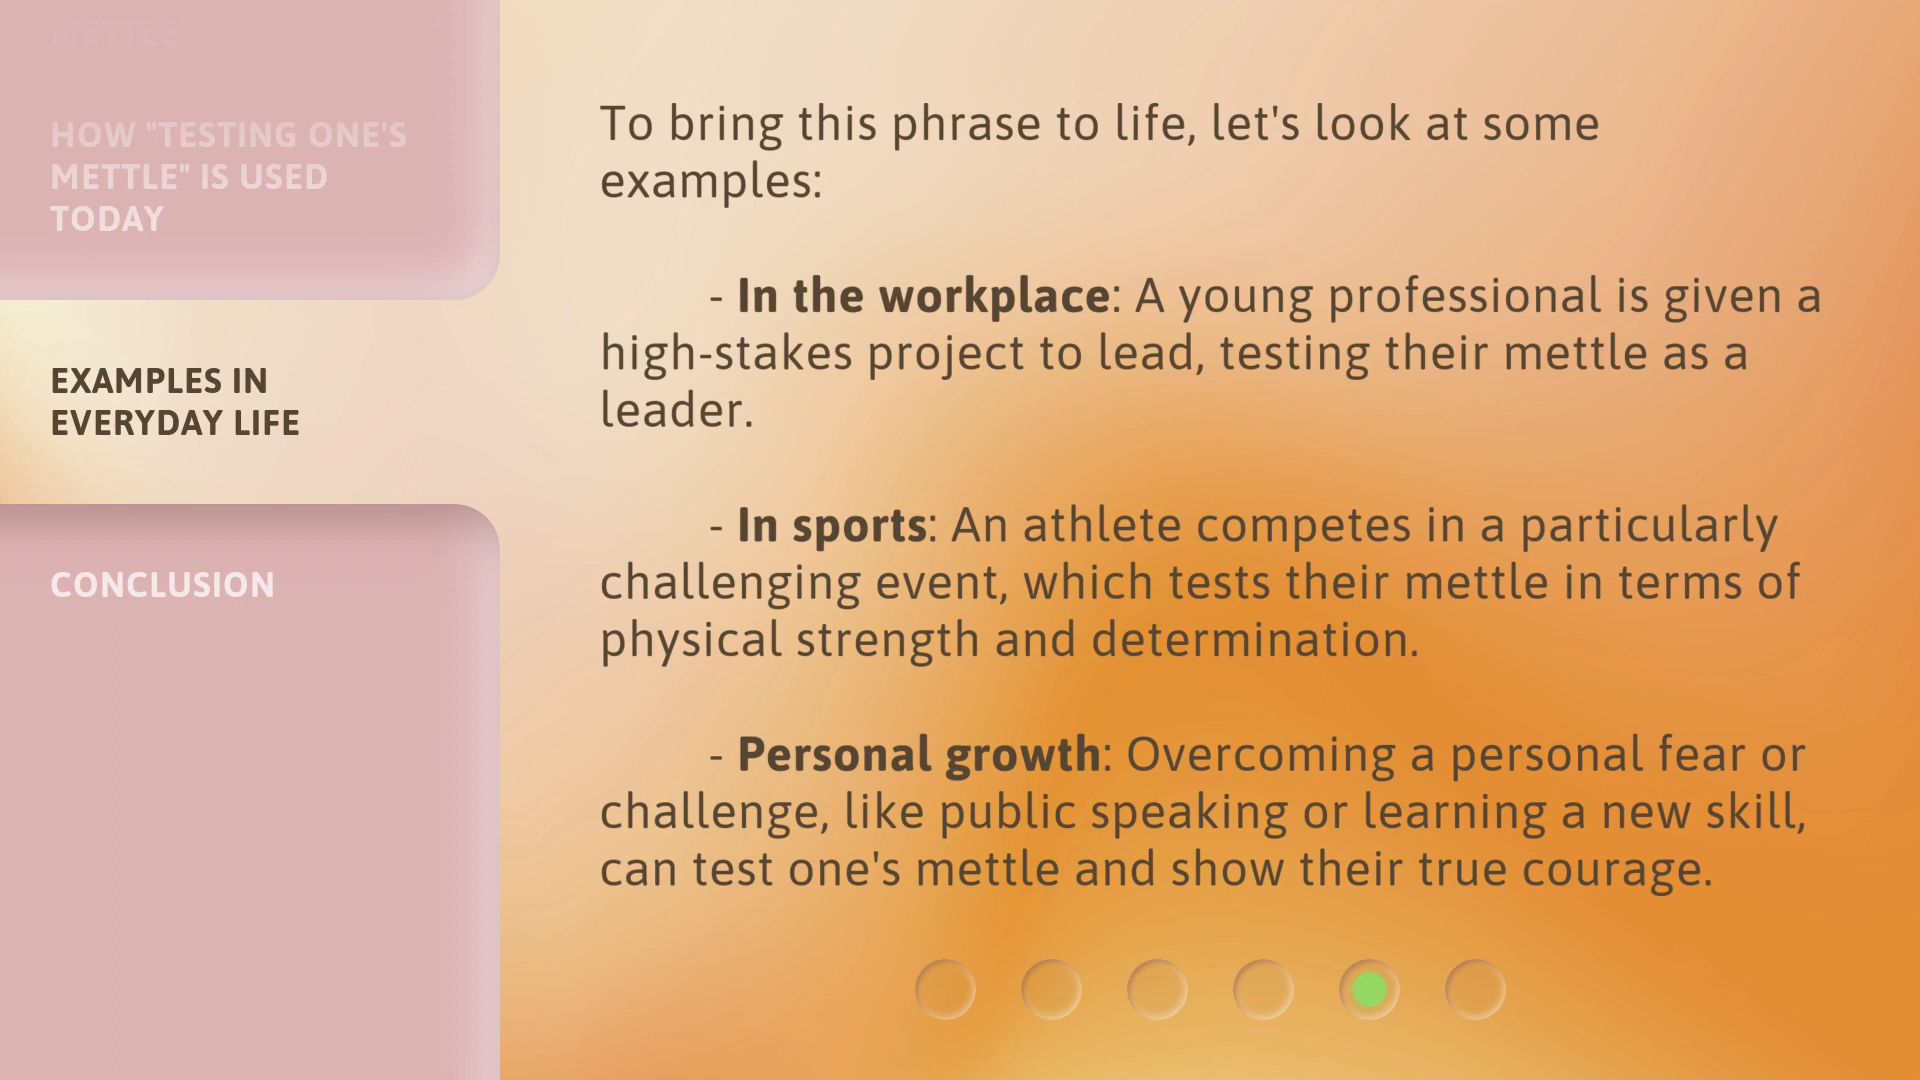 METTLE
HOW "TESTING ONE'S
METTLE" IS USED
TODAY
EXAMPLES IN
EVERYDAY LIFE
CONCLUSION
To bring this phrase to life, let's look at some
examples:
- In the workplace: A young professional is given a
high-stakes project to lead, testing their mettle as a
leader.
- In sports: An athlete competes in a particularly
challenging event, which tests their mettle in terms of
physical strength and determination.
- Personal growth: Overcoming a personal fear or
challenge, like public speaking or learning a new skill,
can test one's mettle and show their true courage.